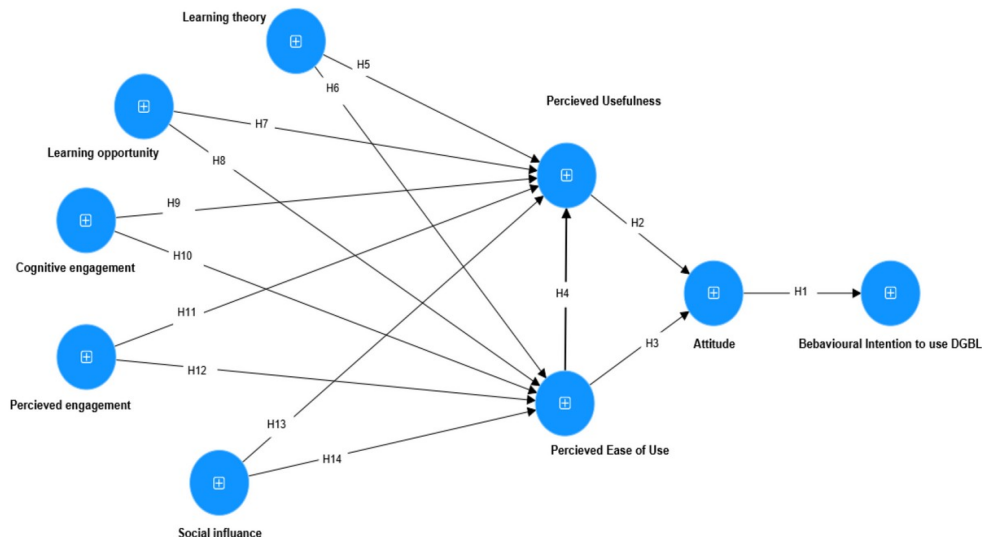 Learning theory
H5
H6
Percieved Usefulness
H7
Learning opportunity
H8
H9
H2
Cognitive engagement
H10
H4
H1
H11
H3
Attitude
Bebavioural Intention to use DGBL
H12
Percieved engagement
H13
Percieved Ease of Use
H14
Social influance